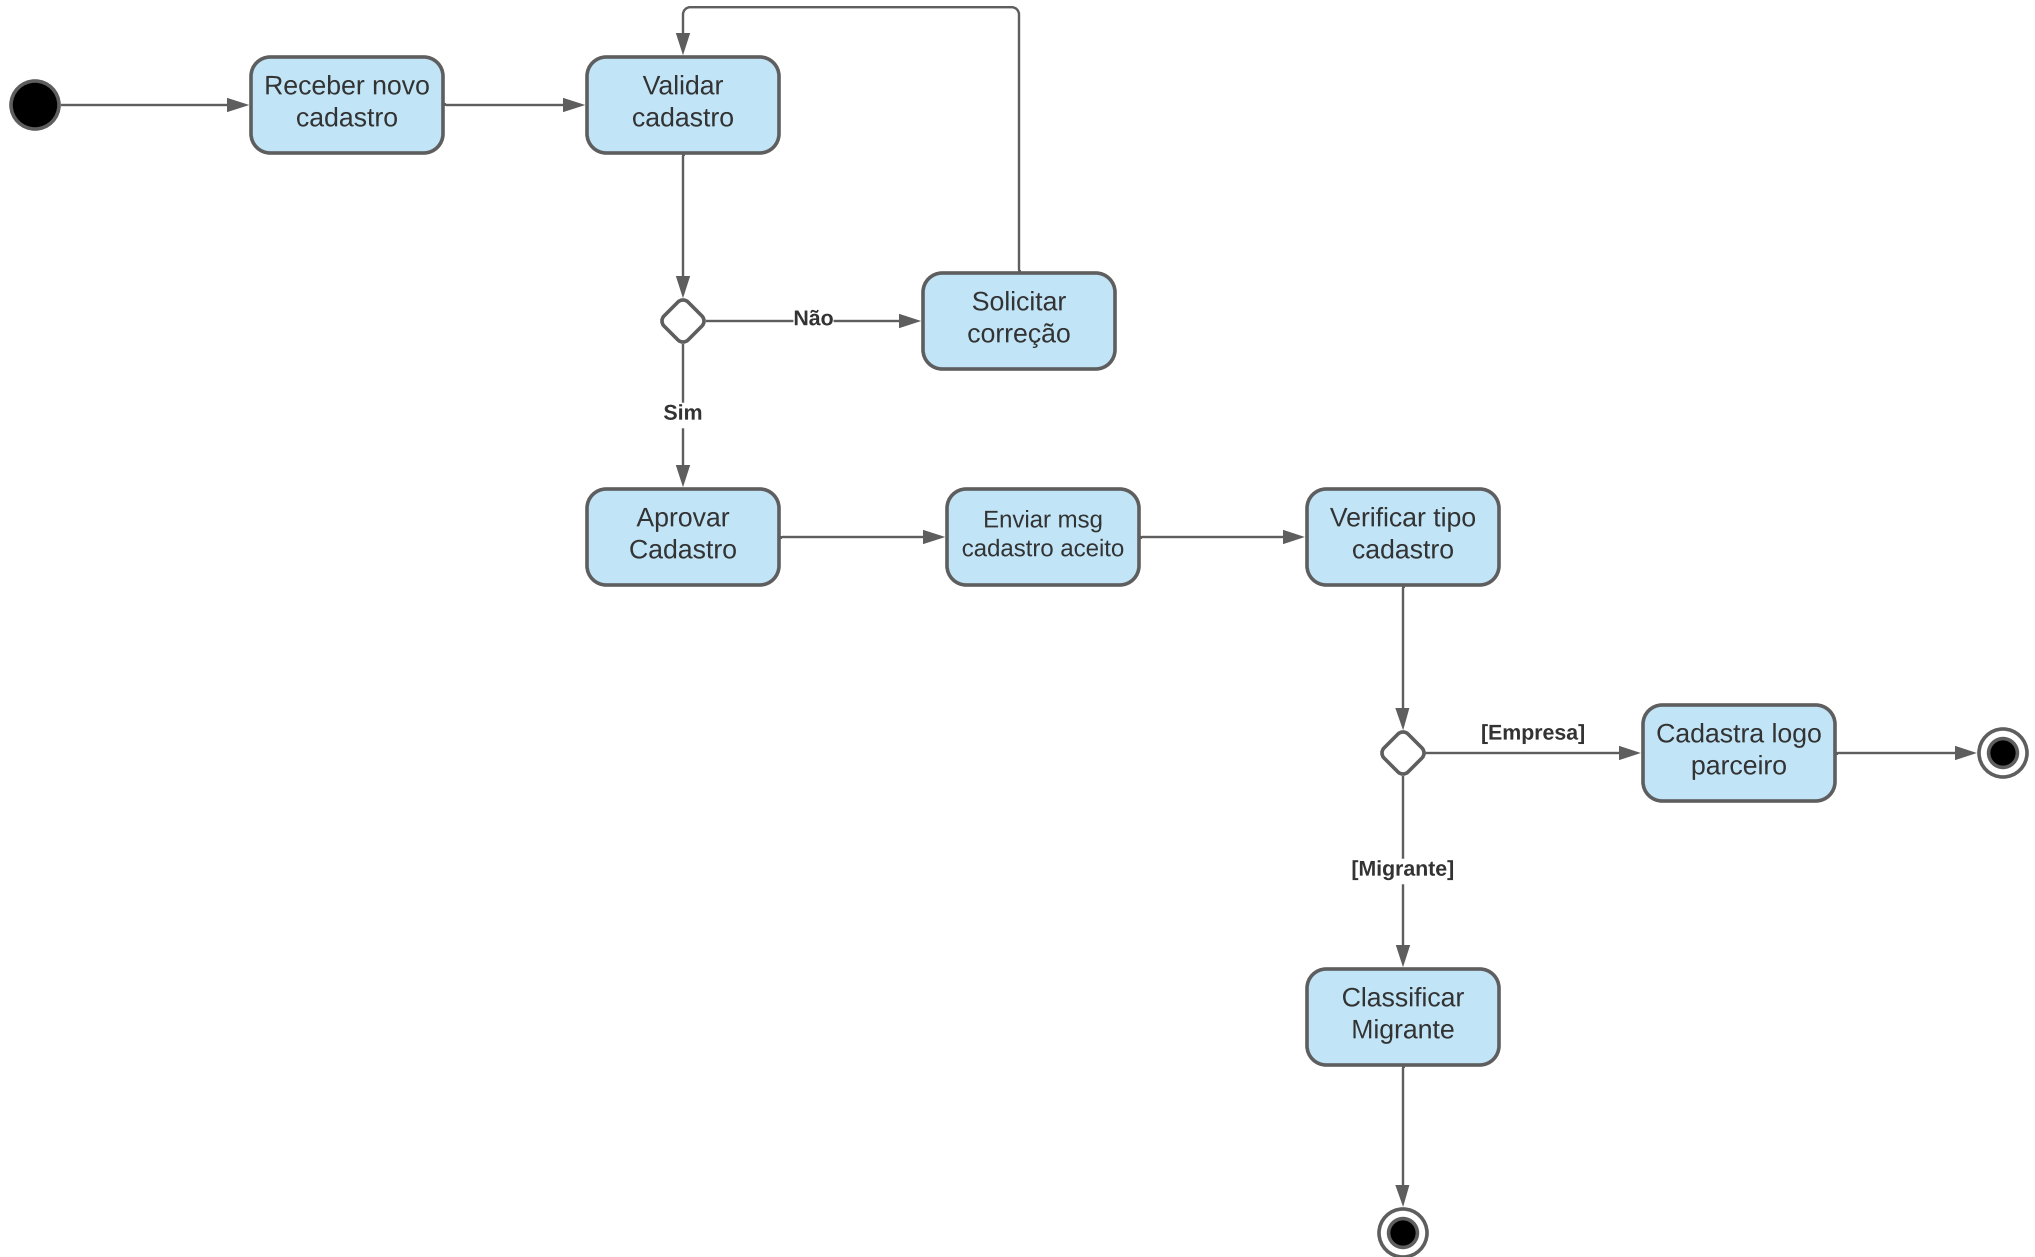 Receber novo
cadastro
Validar
cadastro
Não
Solicitar
correção
Sim
Aprovar
Cadastro
Enviar msg
cadastro aceito
Verificar tipo
cadastro
[Empresa]
Cadastra logo
parceiro
[Migrante]
Classificar
Migrante